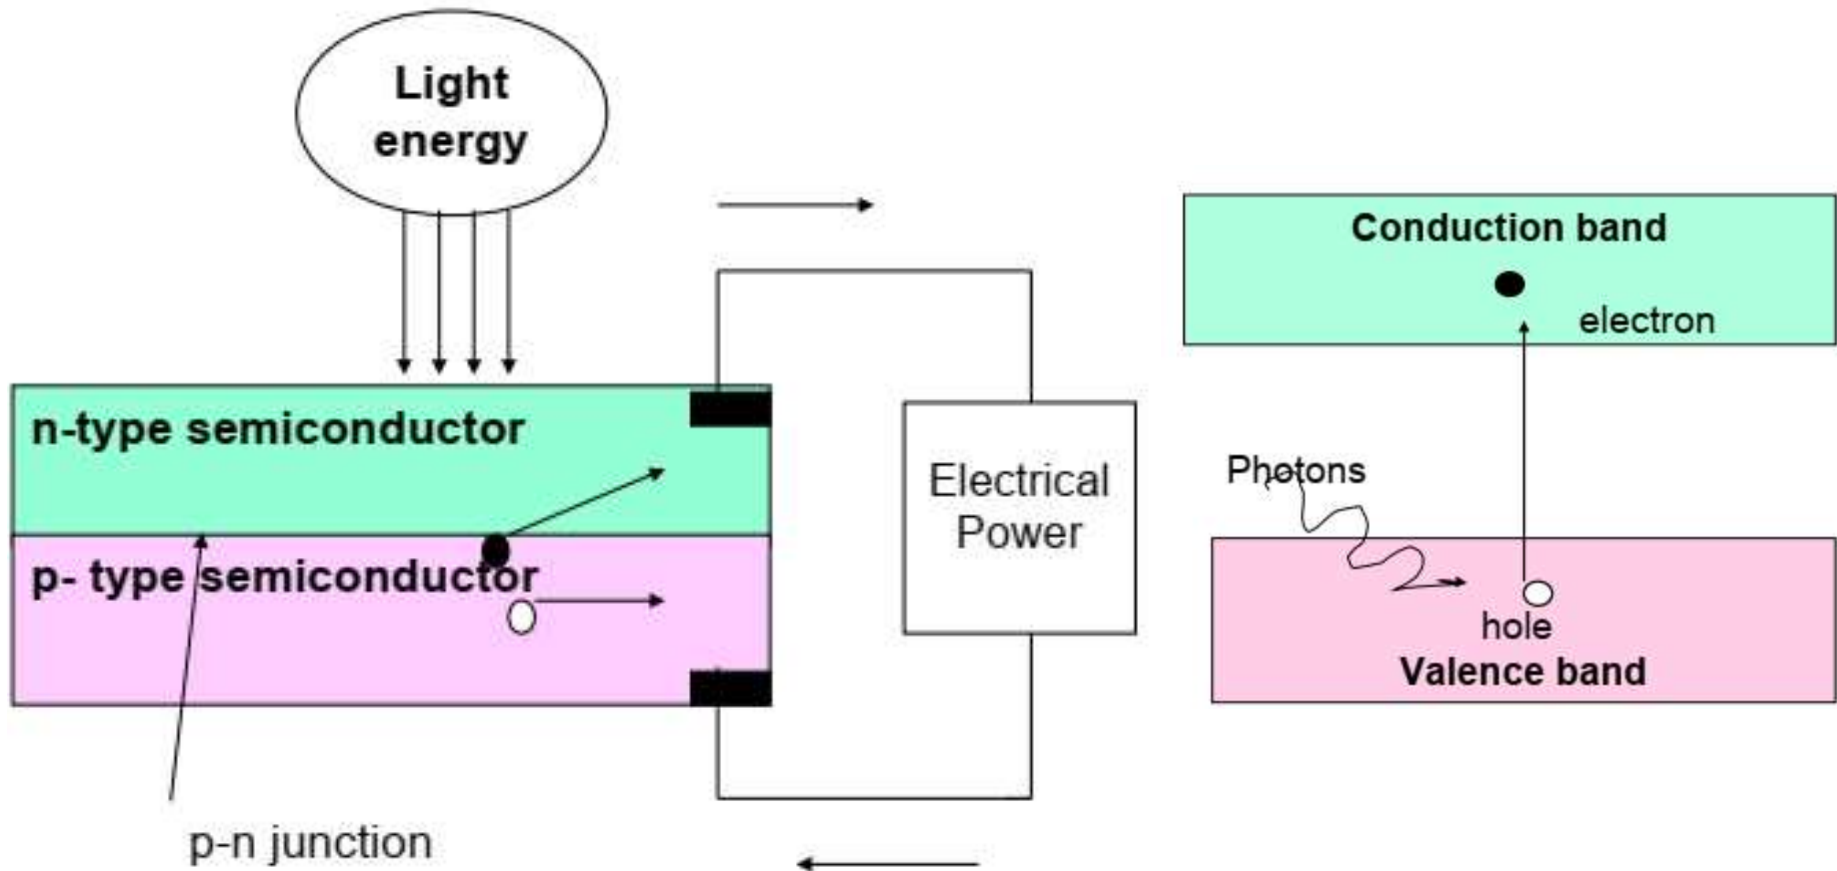 Light
energy
n-type semiconductor
p- type semiconductor
p-n junction
Electrical
Power
Conduction band
electron
Photons
hole
Valence band